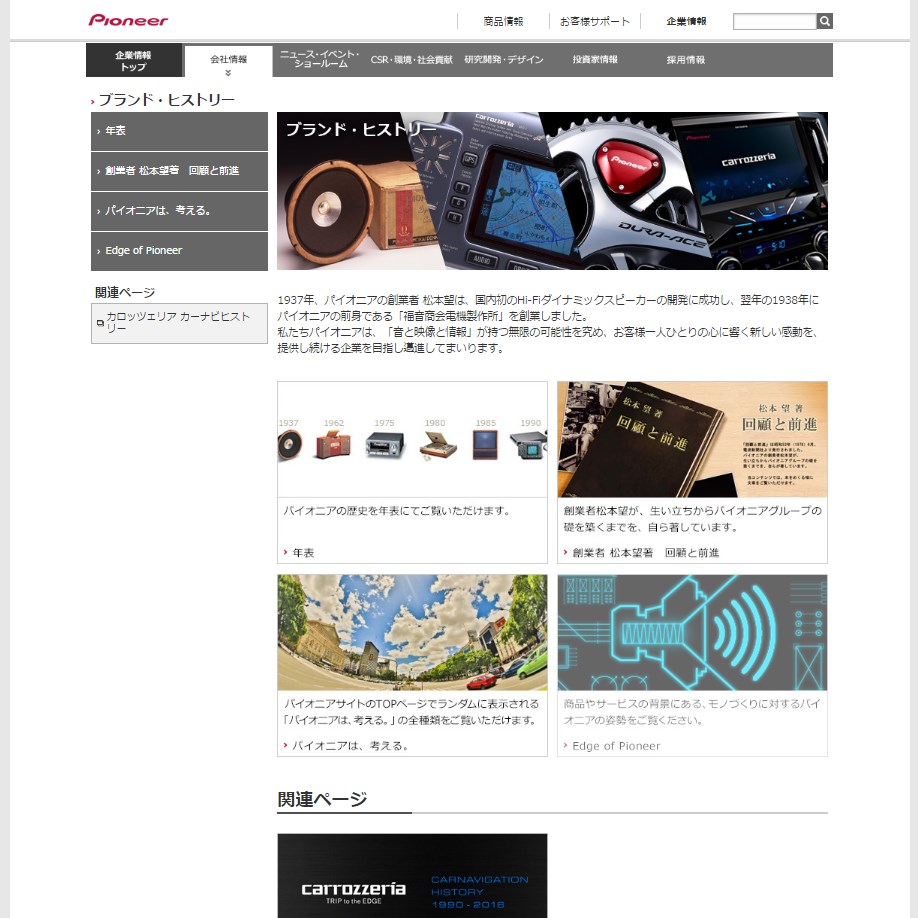 Pioneer
商品情報
お客様サポート
企業情報
企業情報
トップ
会社情報
ニュース・イベント・
ショールーム
CSR・環境・社会貢献
研究開発・デザイン
投資家情報
採用情報
ブランド・ヒストリー
年表
創業者 松本望著　回顧と前進
パイオニアは、考える。
Edge of Pioneer
関連ページ
カロッツェリア カーナビヒスト
リー
ブランド・ヒストリー
carrozzeria
GPS
AUDIO
Pioneer
DURA-ACE
carrozzeria
1937年、パイオニアの創業者 松本望は、国内初のHi-Fiダイナミックスピーカーの開発に成功し、翌年の1938年に
パイオニアの前身である「福音商会電機製作所」を創業しました。
私たちパイオニアは、「音と映像と情報」が持つ無限の可能性を究め、お客様一人ひとりの心に響く新しい感動を、
提供し続ける企業を目指し邁進してまいります。
1937 1962 1975 1980 1985 1990
パイオニアの歴史を年表にてご覧いただけます。
年表
松本望著
回顧と前進
松本 望 著
回顧と前進
創業者松本望が、生い立ちからパイオニアグループの
礎を築くまでを、自ら著しています。
創業者 松本望著　回顧と前進
パイオニアサイトのTOPページでランダムに表示される
「パイオニアは、考える。」の全種類をご覧いただけます。
パイオニアは、考える。
商品やサービスの背景にある、モノづくりに対するパイ
オニアの姿勢をご覧ください。
Edge of Pioneer
関連ページ
carrozzeria
TRIP to the EDGE
CARNAVIGATION
HISTORY
1990 - 2016